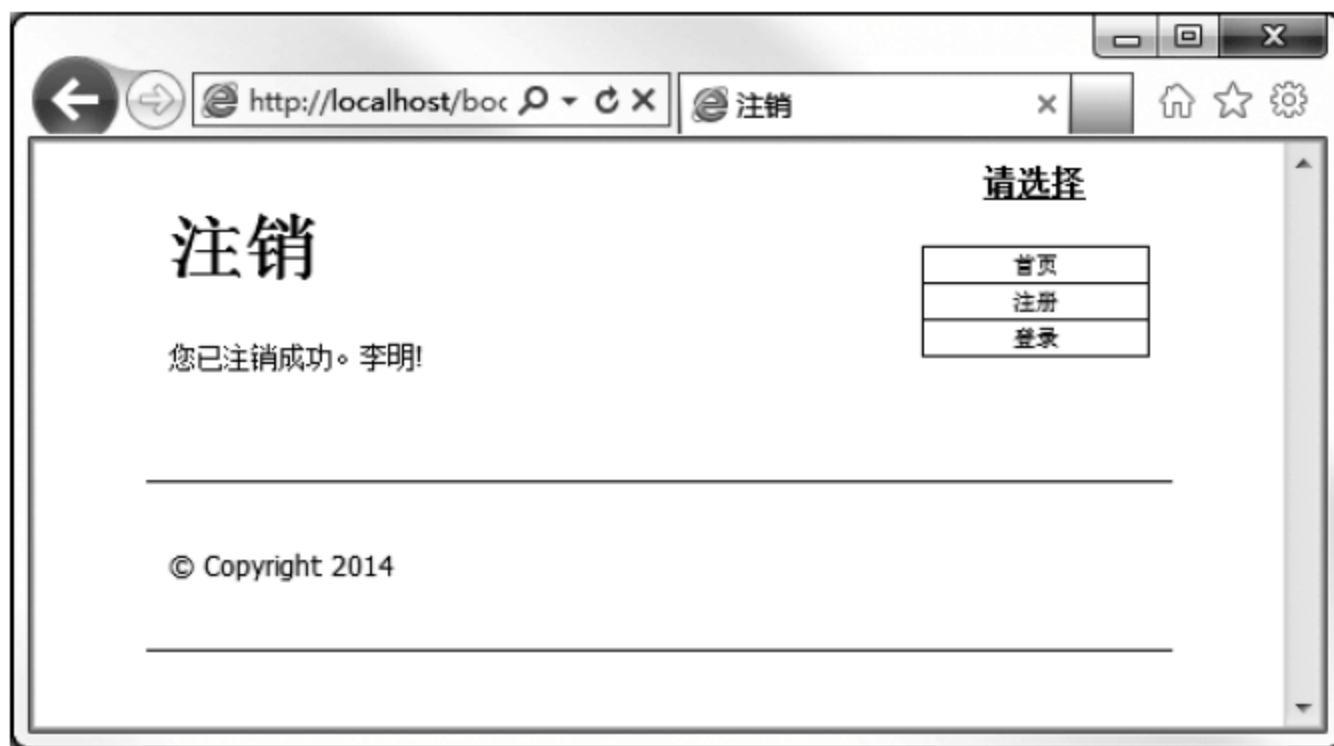 http://localhost/boc
注销
请选择
注销
首页
注册
登录
您已注销成功。李明!
© Copyright 2014